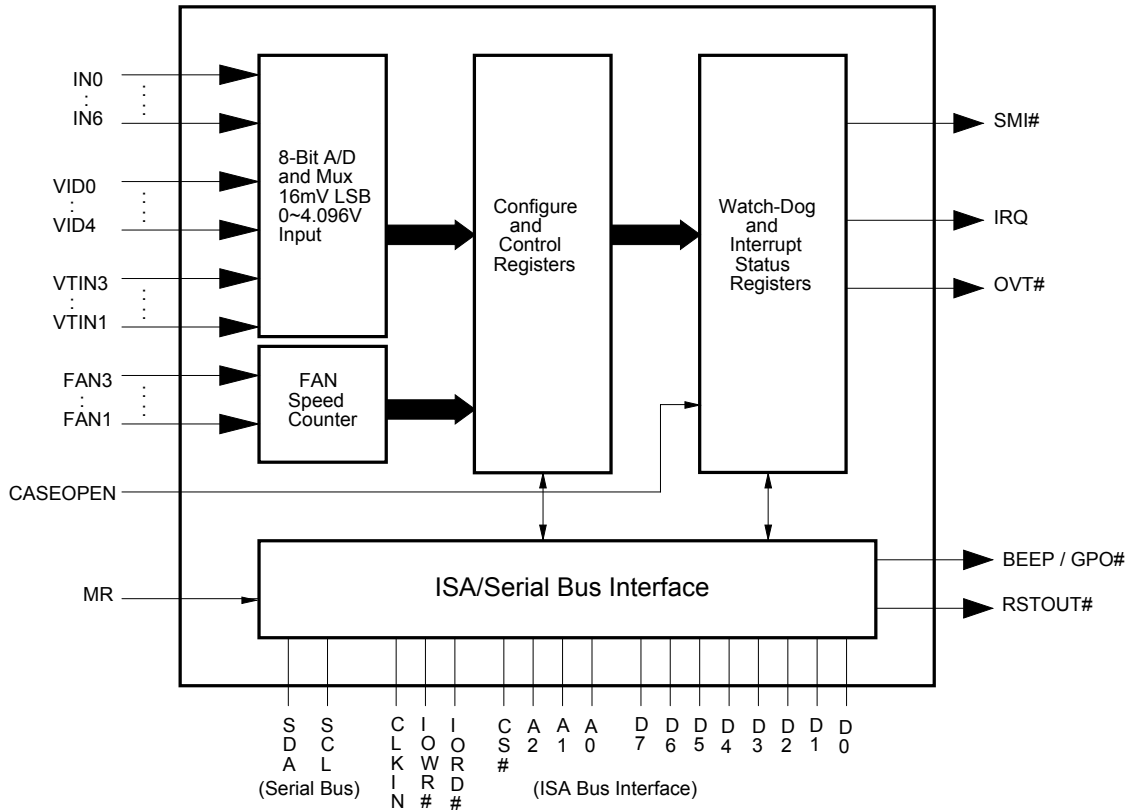 IN0
IN6
VID0
VID4
VTIN3
VTIN1
FAN3
FAN1
CASEOPEN
MR
8-Bit A/D
and Mux
16mV LSB
0~4.096V
Input
FAN
Speed
Counter
Configure
and
Control
Registers
Watch-Dog
and
Interrupt
Status
Registers
SMI#
IRQ
OVT#
ISA/Serial Bus Interface
BEEP / GPO#
RSTOUT#
SDA
SCL
CLKIN
IOWR#
IORD#
CS#
A2
A1
A0
D7
D6
D5
D4
D3
D2
D1
D0
(Serial Bus)
(ISA Bus Interface)